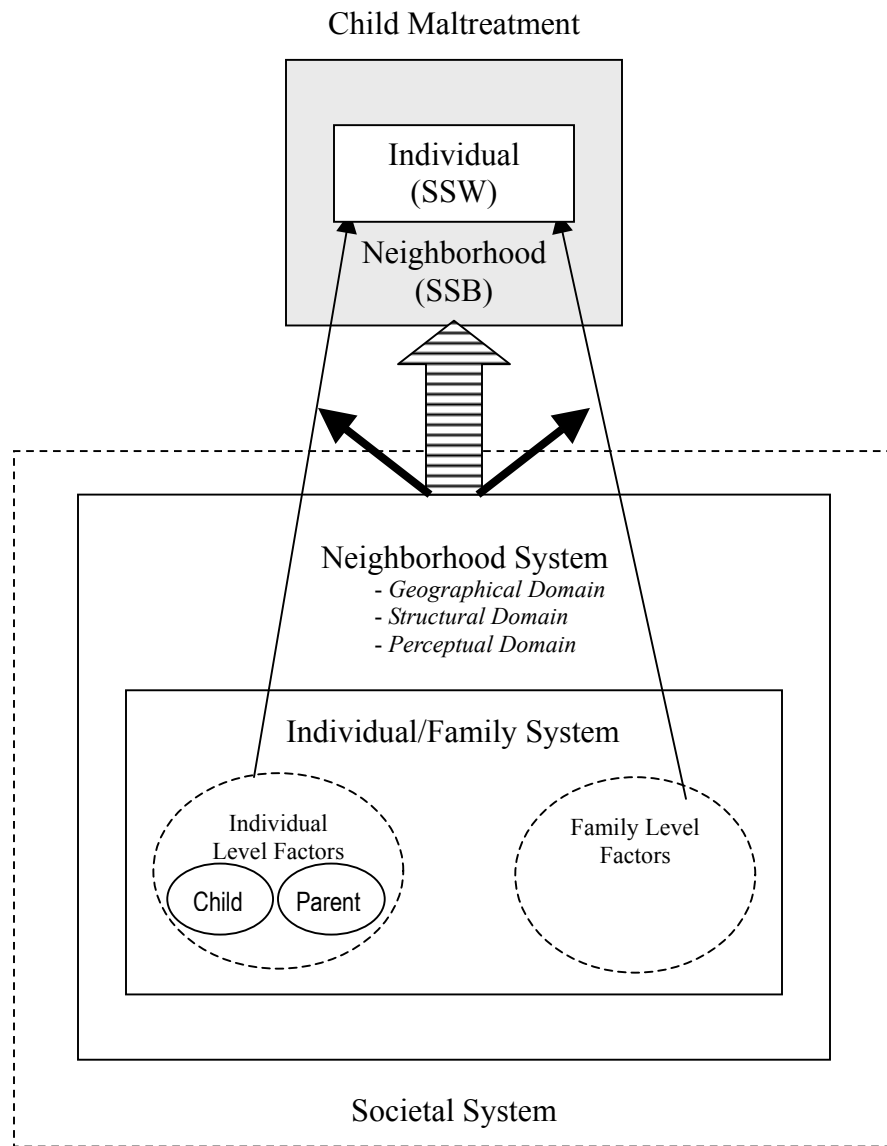 Child Maltreatment
Individual
(SSW)
Neighborhood
(SSB)
Neighborhood System
- Geographical Domain
- Structural Domain
- Perceptual Domain
Individual/Family System
Individual
Level Factors
Child
Parent
Family Level
Factors
Societal System